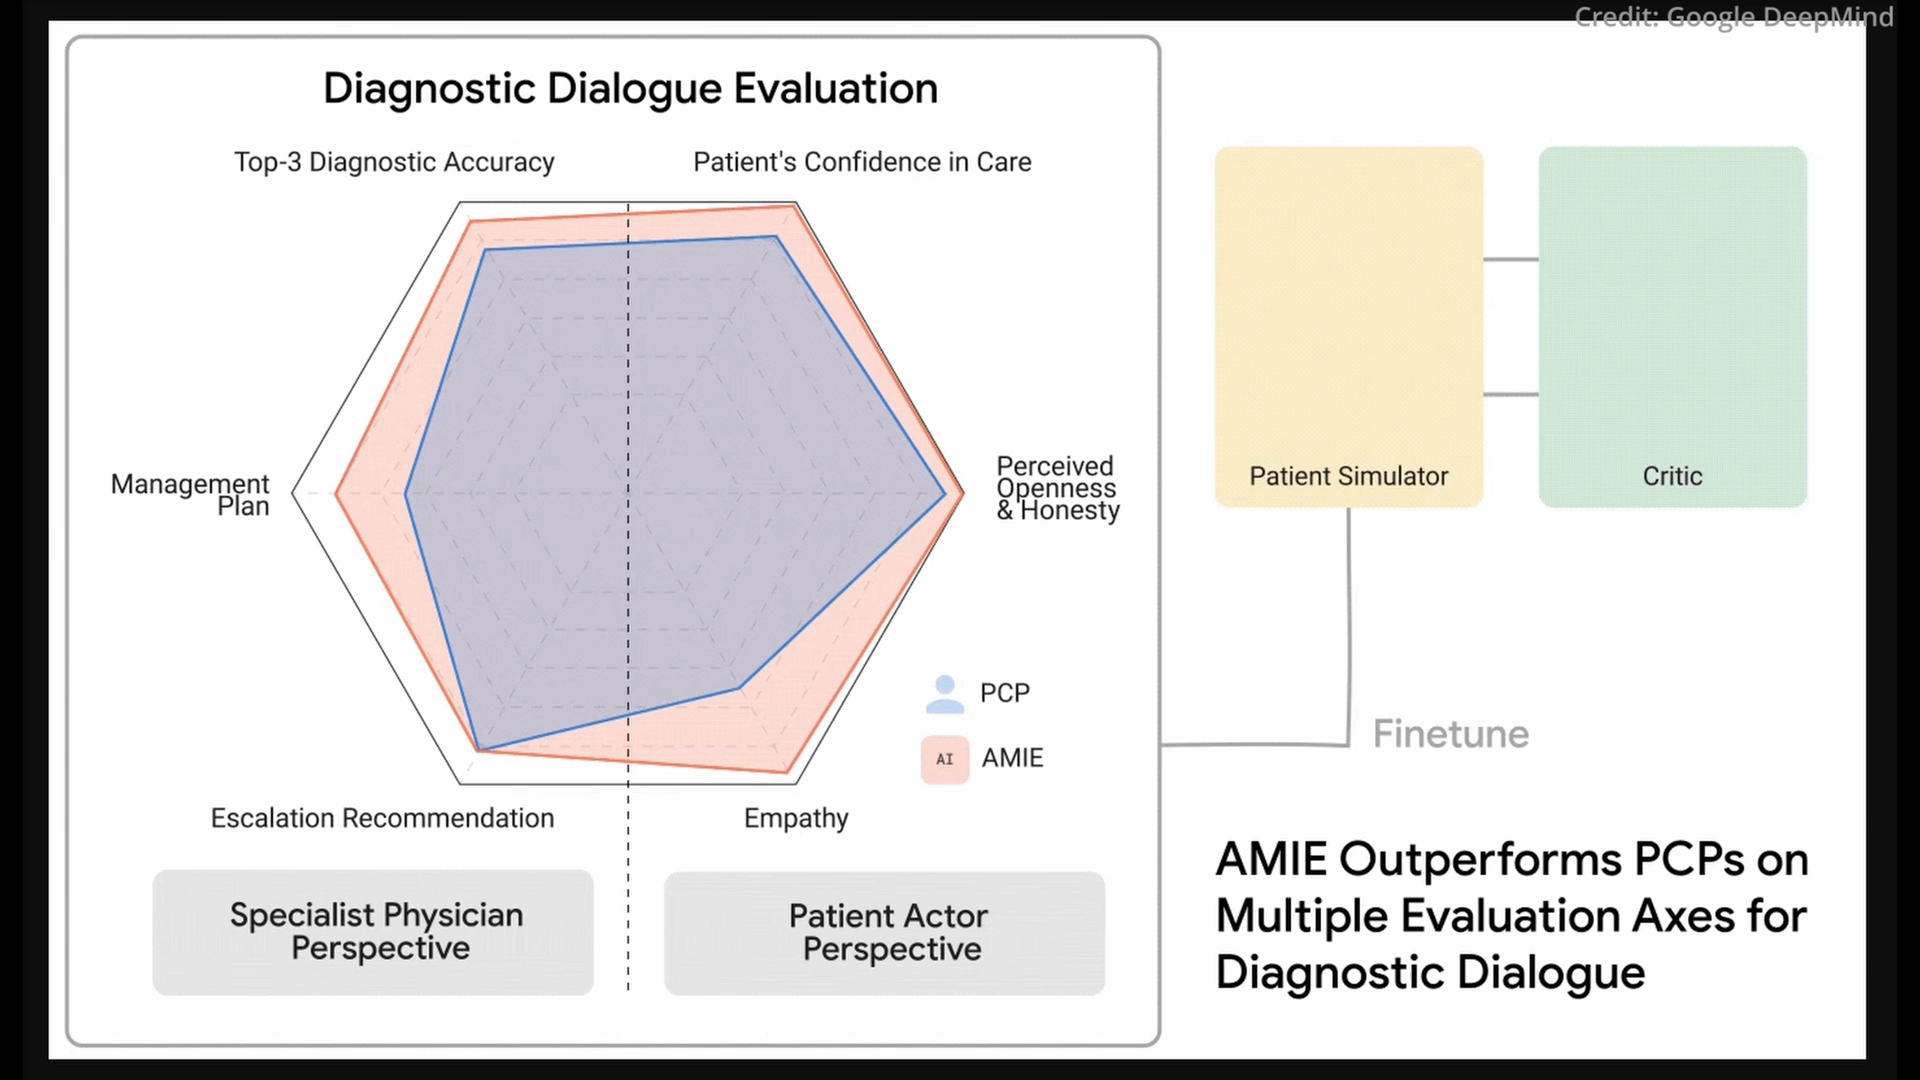 Credit: Google DeepMind
Diagnostic Dialogue Evaluation
Top-3 Diagnostic Accuracy
Patient's Confidence in Care
Management
Plan
Perceived
Openness
& Honesty
PCP
AI
AMIE
Escalation Recommendation
Empathy
Specialist Physician
Perspective
Patient Actor
Perspective
Patient Simulator
Critic
Finetune
AMIE Outperforms PCPs on
Multiple Evaluation Axes for
Diagnostic Dialogue